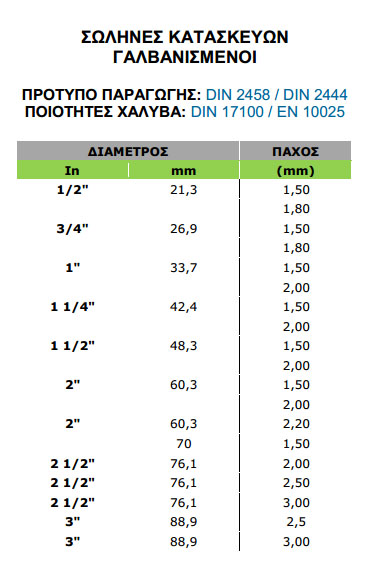 ΣΩΛΗΝΕΣ ΚΑΤΑΣΚΕΥΩΝ
ΓΑΛΒΑΝΙΣΜΕΝΟΙ
ΠΡΟΤΥΠΟ ΠΑΡΑΓΩΓΗΣ: DIN 2458 / DIN 2444
ΠΟΙΟΤΗΤΕΣ ΧΑΛΥΒΑ: DIN 17100 / EN 10025
ΔΙΑΜΕΤΡΟΣ ΠΑΧΟΣ
In mm (mm)
1/2" 21,3 1,50
1,80
3/4" 26,9 1,50
1,80
1" 33,7 1,50
2,00
1 1/4" 42,4 1,50
2,00
1 1/2" 48,3 1,50
2,00
2" 60,3 1,50
2,00
2" 60,3 2,20
70 1,50
2 1/2" 76,1 2,00
2 1/2" 76,1 2,50
2 1/2" 76,1 3,00
3" 88,9 2,5
3" 88,9 3,00